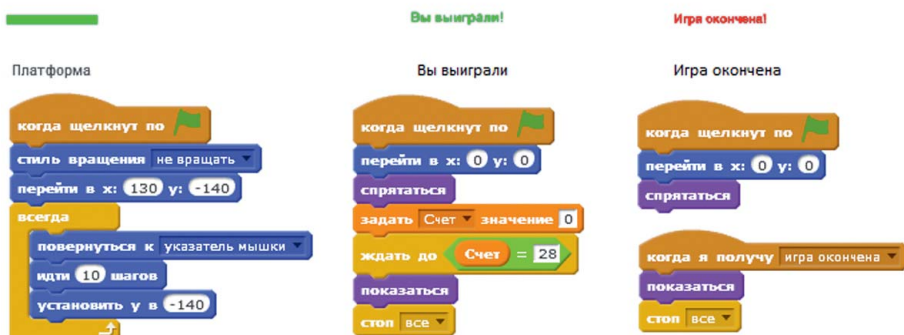 Вы выиграли!
Игра окончена!
Платформа
Вы выиграли
Игра окончена
когда щелкнут по
стиль вращения не вращать
перейти в x: 130 y: -140
всегда
повернуться к указатель мышки
идти 10 шагов
установить y в -140
когда щелкнут по
перейти в x: 0 y: 0
спрятаться
задать Счет значение 0
ждать до Счет = 28
показаться
стоп все
когда щелкнут по
перейти в x: 0 y: 0
спрятаться
когда я получу игра окончена
показаться
стоп все